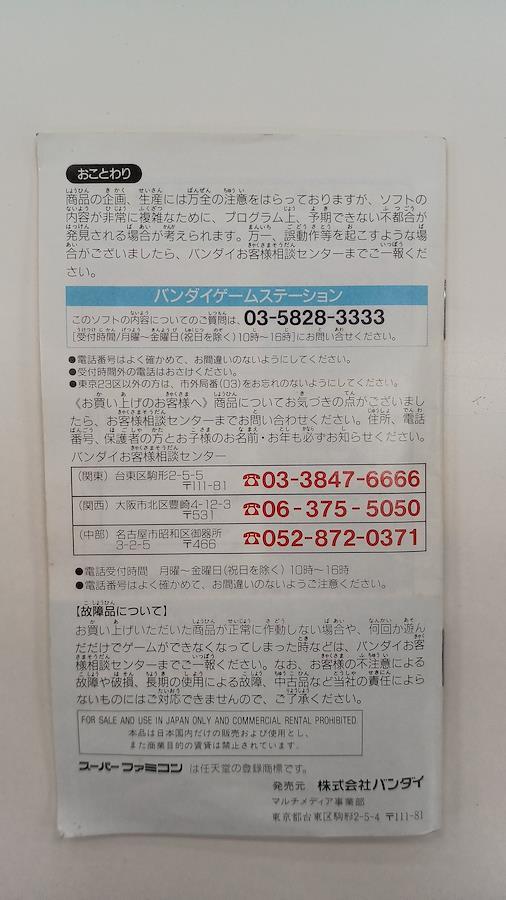 おことわり
商品の企画、生産には万全の注意をはらっておりますが、ソフトの
内容が非常に複雑なために、プログラム上、予期できない不都合が
発見される場合が考えられます。万一、誤動作等を起こすような場
合がございましたら、バンダイお客様相談センターまでご一報くだ
さい。
バンダイゲームステーション
このソフトの内容についてのご質問は、03-5828-3333
[受付時間/月曜～金曜日(祝日を除く)10時～16時]にお問い合せください。
●電話番号はよく確かめて、お間違いのないようにしてください。
●受付時間外の電話はおさけください。
●東京23区以外の方は、市外局番(03)をお忘れのないようにしてください。
《お買い上げのお客様へ》商品についてお気づきの点がございまし
たら、お客様相談センターまでお問い合わせください。住所、電話
番号、保護者の方とお子様のお名前・お年も必ずお知らせください。
バンダイお客様相談センター
(関東) 台東区駒形2-5-5
〒111-81
☎03-3847-6666
(関西) 大阪市北区豊崎4-12-3
〒531
☎06-375-5050
(中部) 名古屋市昭和区御器所
3-2-5 〒466
☎052-872-0371
●電話受付時間 月曜～金曜日(祝日を除く)10時～16時
●電話番号はよく確かめて、お間違いのないようご注意ください。
【故障品について】
お買い上げいただいた商品が正常に作動しない場合や、何回か遊ん
だだけでゲームができなくなってしまった時などは、バンダイお客
様相談センターまでご一報ください。なお、お客様の不注意による
故障や破損、長期の使用による故障、中古品など当社の責任によら
ないものにはご対応できませんので、ご了承ください。
FOR SALE AND USE IN JAPAN ONLY AND COMMERCIAL RENTAL PROHIBITED.
本品は日本国内だけの販売および使用とし、
また商業目的の賃貸は禁止されています。
スーパーファミコン は任天堂の登録商標です。
発売元 株式会社バンダイ
マルチメディア事業部
東京都台東区駒形2-5-4 〒111-81